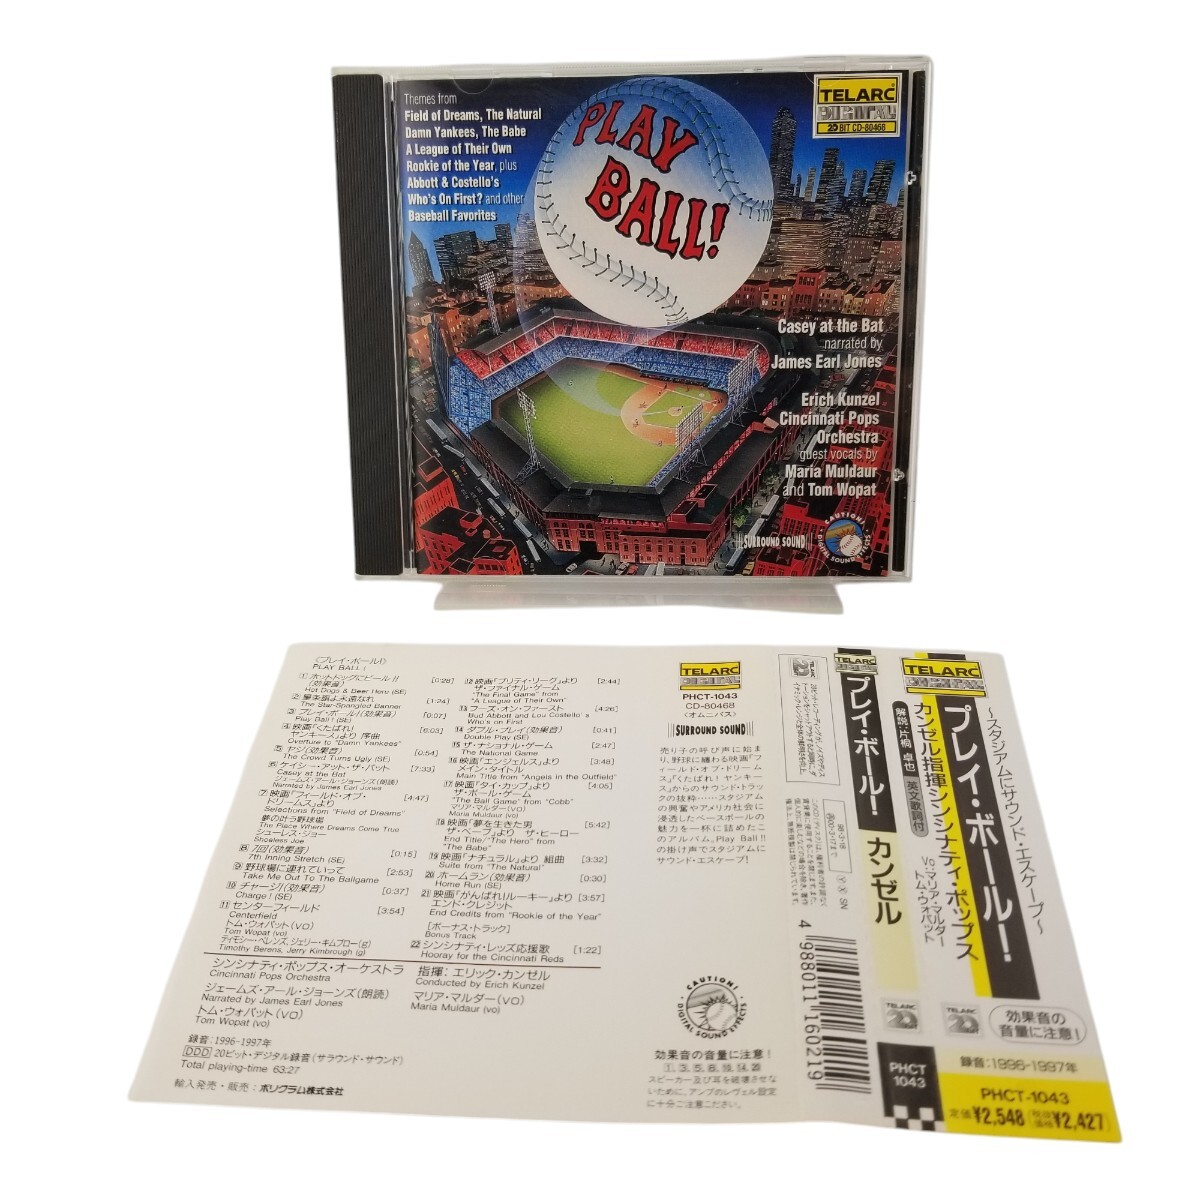 Themes from
Field of Dreams, The Natural
Damn Yankees, The Babe
A League of Their Own
Rookie of the Year, plus
Abbott & Costello's
Who's On First? and other
Baseball Favorites
PLAY
BALL!
TELARC
DIGITAL
20 BIT CD-80468
Casey at the Bat
narrated by
James Earl Jones
Erich Kunzel
Cincinnati Pops
Orchestra
guest vocals by
Maria Muldaur
and Tom Wopat
SURROUND SOUND
CAUTION!
DIGITAL SOUND EFFECTS
《プレイ・ボール!》
PLAY BALL!
① ホットドッグにビール!!
(効果音)
[0:28]
Hot Dogs & Beer Here (SE)
② 星条旗よ永遠なれ
The Star-Spangled Banner
[1:24]
③ プレイ・ボール!(効果音)
[0:07]
Play Ball! (SE)
④ 映画「くたばれ!
ヤンキース」より 序曲
[6:03]
Overture to "Damn Yankees"
⑤ ヤジ(効果音)
[0:54]
The Crowd Turns Ugly (SE)
⑥ ケイシー・アット・ザ・バット
Casey at the Bat
[7:33]
ジェームズ・アール・ジョーンズ(朗読)
Narrated by James Earl Jones
⑦ 映画「フィールド・オブ・
ドリームス」より
[4:47]
Selections from "Field of Dreams"
夢の叶う野球場
The Place Where Dreams Come True
シューレス・ジョー
Shoeless Joe
⑧ 7回(効果音)
[0:15]
7th Inning Stretch (SE)
⑨ 野球場に連れていって
[2:53]
Take Me Out To The Ballgame
⑩ チャージ!(効果音)
[0:37]
Charge! (SE)
⑪ センターフィールド
[3:54]
Centerfield
トム・ウォパット(vo)
Tom Wopat (vo)
ティモシー・ベレンズ、ジェリー・キムブロー(g)
Timothy Berens, Jerry Kimbrough (g)
⑫ 映画「プリティ・リーグ」より
[2:44]
ザ・ファイナル・ゲーム
"The Final Game" from
"A League of Their Own"
⑬ フーズ・オン・ファースト
[4:26]
Bud Abbott and Lou Costello's
Who's On First
⑭ ダブル・プレイ(効果音)
[0:41]
Double Play (SE)
⑮ ザ・ナショナル・ゲーム
[2:47]
The National Game
⑯ 映画「エンジェルス」より
[3:48]
メイン・タイトル
Main Title from "Angels in the Outfield"
⑰ 映画「タイ・カップ」より
[4:05]
ザ・ボール・ゲーム
"The Ball Game" from "Cobb"
マリア・マルダー(vo)
Maria Muldaur (vo)
⑱ 映画「夢を生きた男
[5:42]
ザ・ベーブ」より ザ・ヒーロー
End Title/"The Hero" from
"The Babe"
⑲ 映画「ナチュラル」より 組曲
[3:32]
Suite from "The Natural"
⑳ ホームラン(効果音)
[0:30]
Home Run (SE)
㉑ 映画「がんばれ!ルーキー」より
[3:57]
エンド・クレジット
End Credits from "Rookie of the Year"
[ボーナス・トラック]
Bonus Track
㉒ シンシナティ・レッズ応援歌
[1:22]
Hooray for the Cincinnati Reds
シンシナティ・ポップス・オーケストラ
Cincinnati Pops Orchestra
指揮:エリック・カンゼル
Conducted by Erich Kunzel
ジェームズ・アール・ジョーンズ(朗読)
Narrated by James Earl Jones
マリア・マルダー(vo)
Maria Muldaur (vo)
トム・ウォパット(vo)
Tom Wopat (vo)
録音:1996-1997年
DDD 20ビット・デジタル録音(サラウンド・サウンド)
Total playing-time 63:27
輸入発売・販売:ポリグラム株式会社
TELARC
DIGITAL
PHCT-1043
CD-80468
(オムニバス)
SURROUND SOUND
売り子の呼び声に始ま
り、野球に纏わる映画「フ
ィールド・オブ・ドリーム
ス」「くたばれ!ヤンキー
ス」からのサウンド・トラッ
クの抜粋……スタジアム
の興奮やアメリカ社会に
浸透したベースボールの
魅力を一杯に詰めたこ
のアルバム。Play Ball!!
の掛け声でスタジアムに
サウンド・エスケープ!
CAUTION!
DIGITAL SOUND EFFECTS
効果音の音量に注意!
①, 3, 5, 8, 10, 14, 20
スピーカー及び耳を破壊させな
いために、アンプのレヴェル設定
に十分ご注意ください。
TELARC
98・3・18
4988011160219
TELARC
DIGITAL
プレイ・ボール!
カンゼル
TELARC
PHCT
1043
TELARC
DIGITAL
~スタジアムにサウンド・エスケープ~
プレイ・ボール!
カンゼル指揮シンシナティ・ポップス
Vo:マリア・マルダー
トム・ウォパット
解説:片桐 卓也
英文歌詞付
TELARC
効果音の
音量に注意!
録音:1996-1997年
PHCT-1043
定価¥2,548(税抜価格¥2,427)